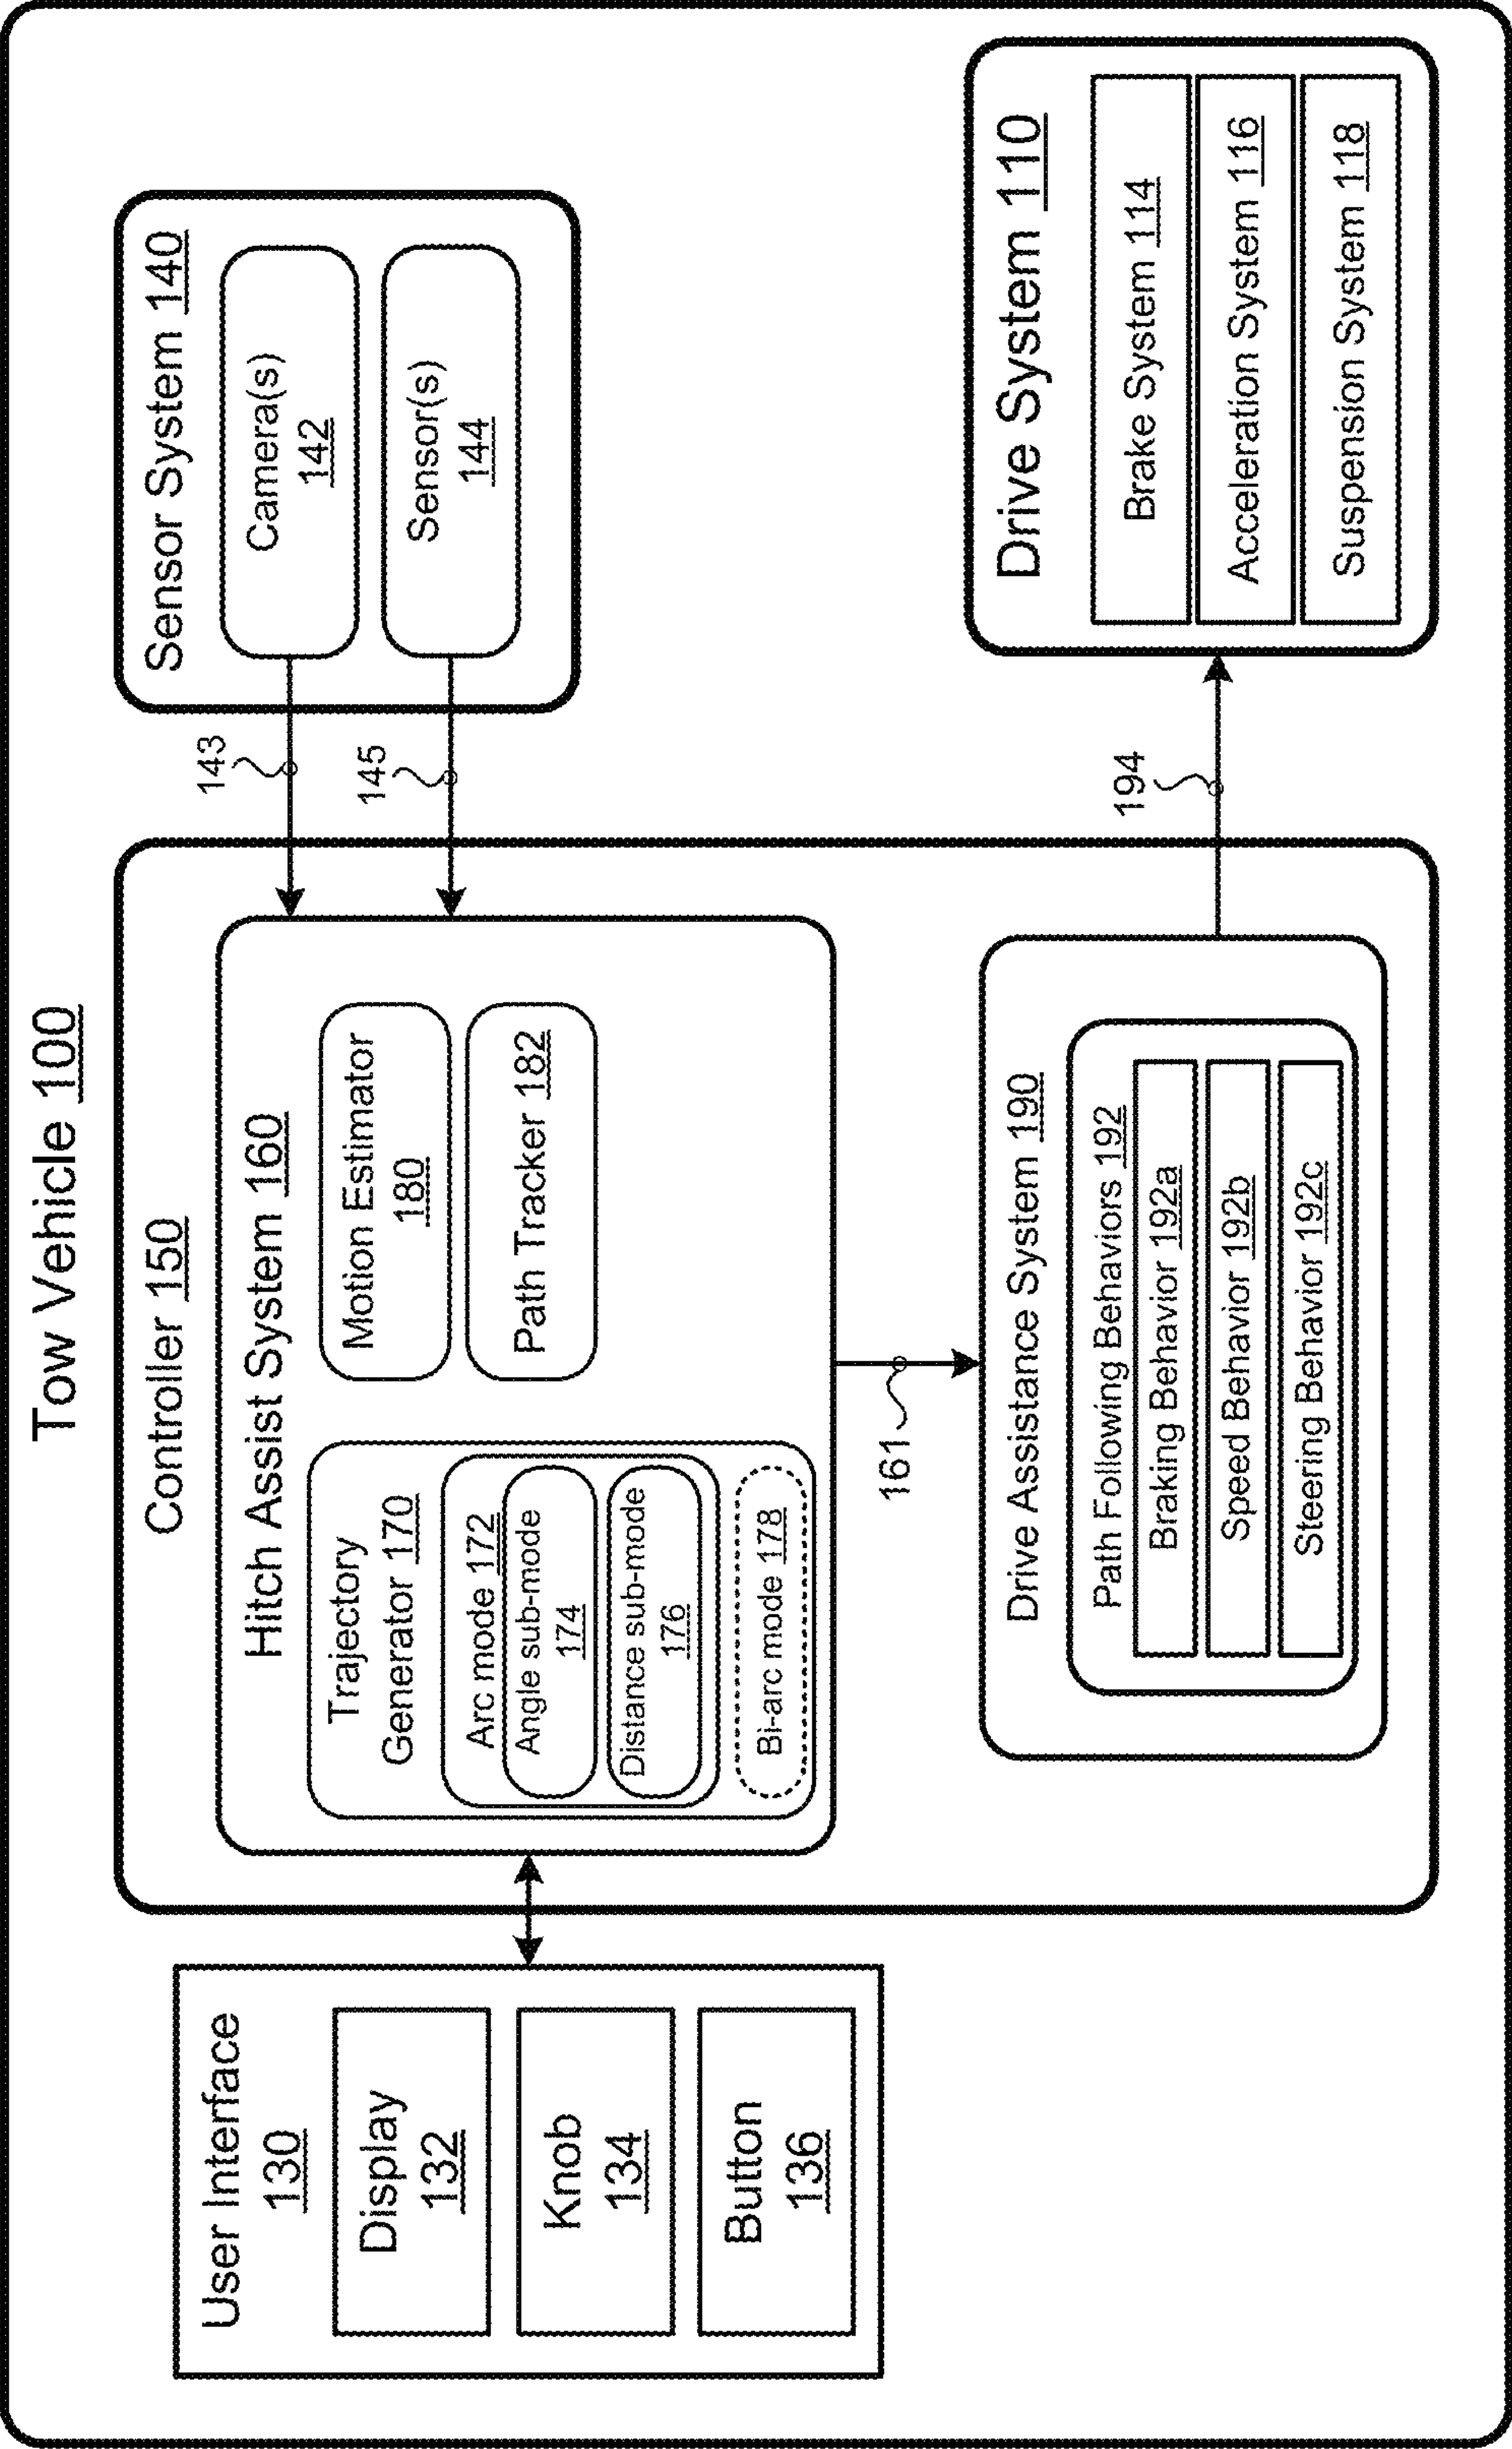 Tow Vehicle 100
User Interface
130
Display
132
Knob
134
Button
136
Controller 150
Hitch Assist System 160
Trajectory
Generator 170
Arc mode 172
Angle sub-mode
174
Distance sub-mode
176
Bi-arc mode 178
Motion Estimator
180
Path Tracker 182
161
Drive Assistance System 190
Path Following Behaviors 192
Braking Behavior 192a
Speed Behavior 192b
Steering Behavior 192c
143
145
194
Sensor System 140
Camera(s)
142
Sensor(s)
144
Drive System 110
Brake System 114
Acceleration System 116
Suspension System 118